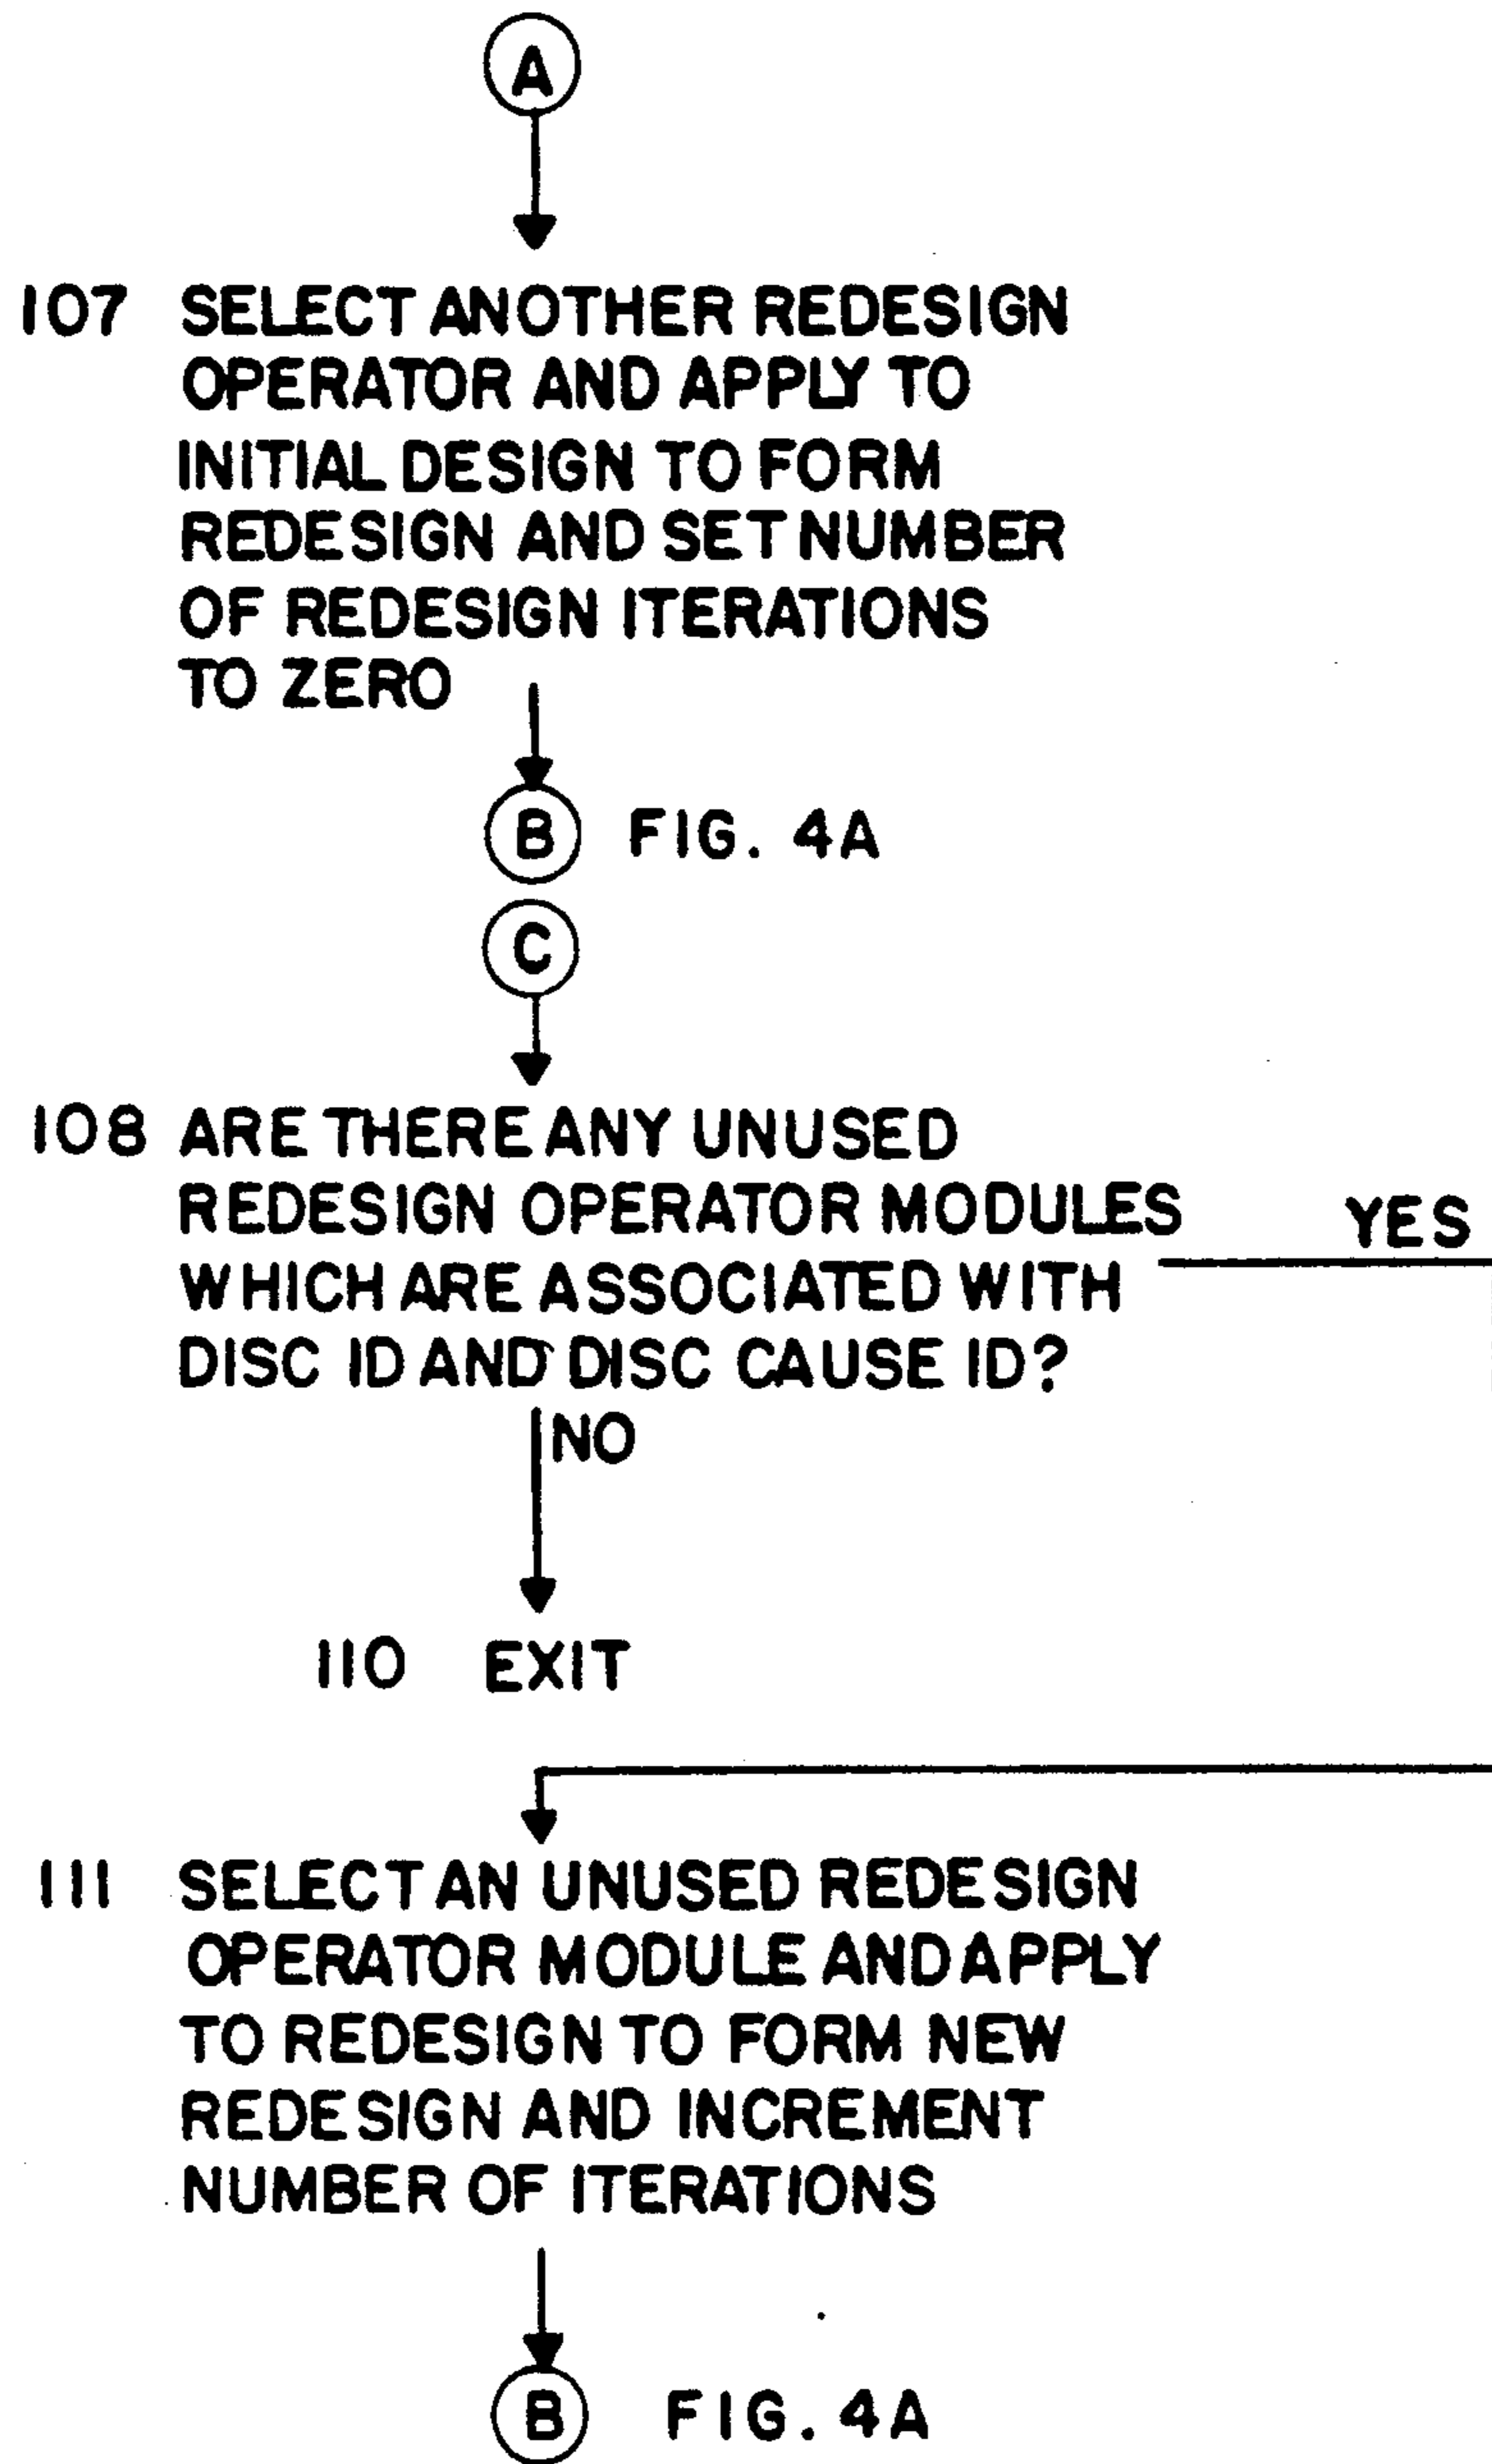 A
107 SELECT ANOTHER REDESIGN
OPERATOR AND APPLY TO
INITIAL DESIGN TO FORM
REDESIGN AND SET NUMBER
OF REDESIGN ITERATIONS
TO ZERO
B FIG. 4A
C
108 ARE THERE ANY UNUSED
REDESIGN OPERATOR MODULES
WHICH ARE ASSOCIATED WITH
DISC ID AND DISC CAUSE ID?
YES
NO
110 EXIT
111 SELECT AN UNUSED REDESIGN
OPERATOR MODULE AND APPLY
TO REDESIGN TO FORM NEW
REDESIGN AND INCREMENT
NUMBER OF ITERATIONS
B FIG. 4A